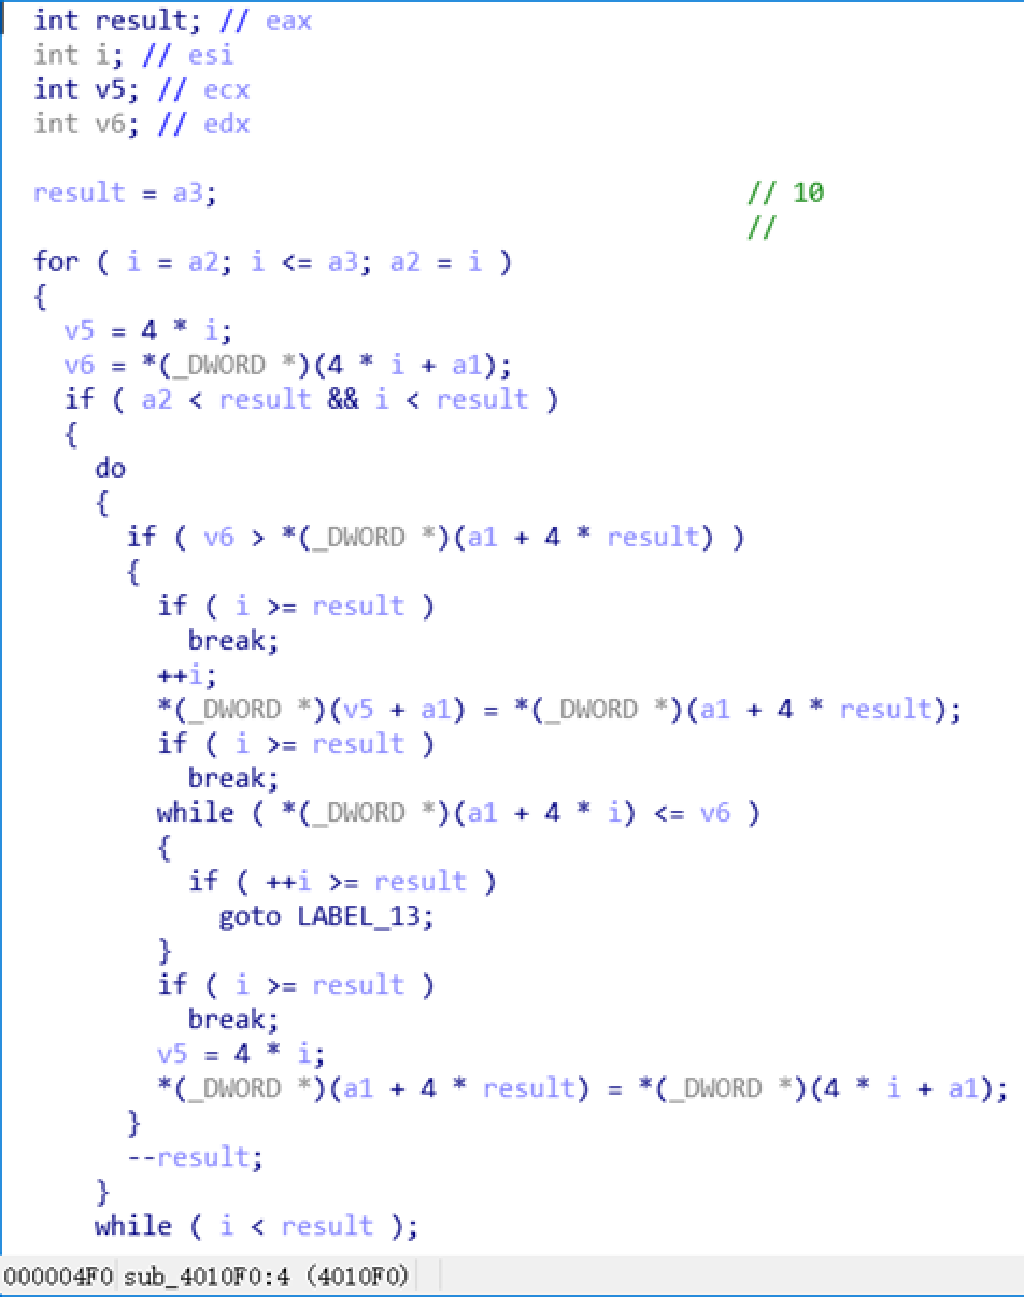 int result; // eax
int i; // esi
int v5; // ecx
int v6; // edx
result = a3; // 10
//
for ( i = a2; i <= a3; a2 = i )
{
v5 = 4 * i;
v6 = *(_DWORD *)(4 * i + a1);
if ( a2 < result && i < result )
{
do
{
if ( v6 > *(_DWORD *)(a1 + 4 * result) )
{
if ( i >= result )
break;
++i;
*(_DWORD *)(v5 + a1) = *(_DWORD *)(a1 + 4 * result);
if ( i >= result )
break;
while ( *(_DWORD *)(a1 + 4 * i) <= v6 )
{
if ( ++i >= result )
goto LABEL_13;
}
if ( i >= result )
break;
v5 = 4 * i;
*(_DWORD *)(a1 + 4 * result) = *(_DWORD *)(4 * i + a1);
}
--result;
}
while ( i < result );
000004F0 sub_4010F0:4 (4010F0)